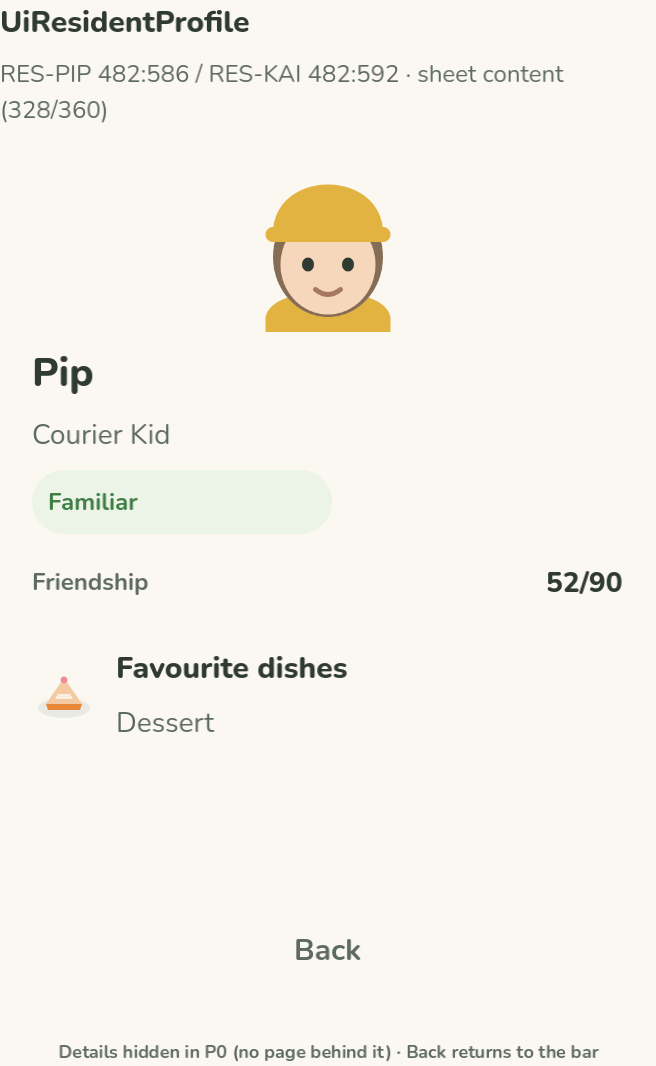 UiResidentProfile
RES-PIP 482:586 / RES-KAI 482:592 · sheet content
(328/360)
Pip
Courier Kid
Familiar
Friendship 52/90
Favourite dishes
Dessert
Back
Details hidden in P0 (no page behind it) · Back returns to the bar